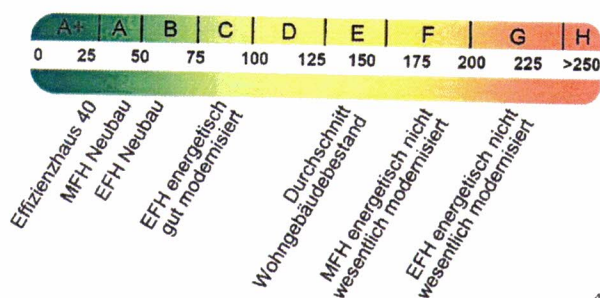 A+ A B C D E F G H
0 25 50 75 100 125 150 175 200 225 >250
Effizienzhaus 40
MFH Neubau
EFH Neubau
EFH energetisch
gut modernisiert
Durchschnitt
Wohngebäudebestand
MFH energetisch nicht
wesentlich modernisiert
EFH energetisch nicht
wesentlich modernisiert